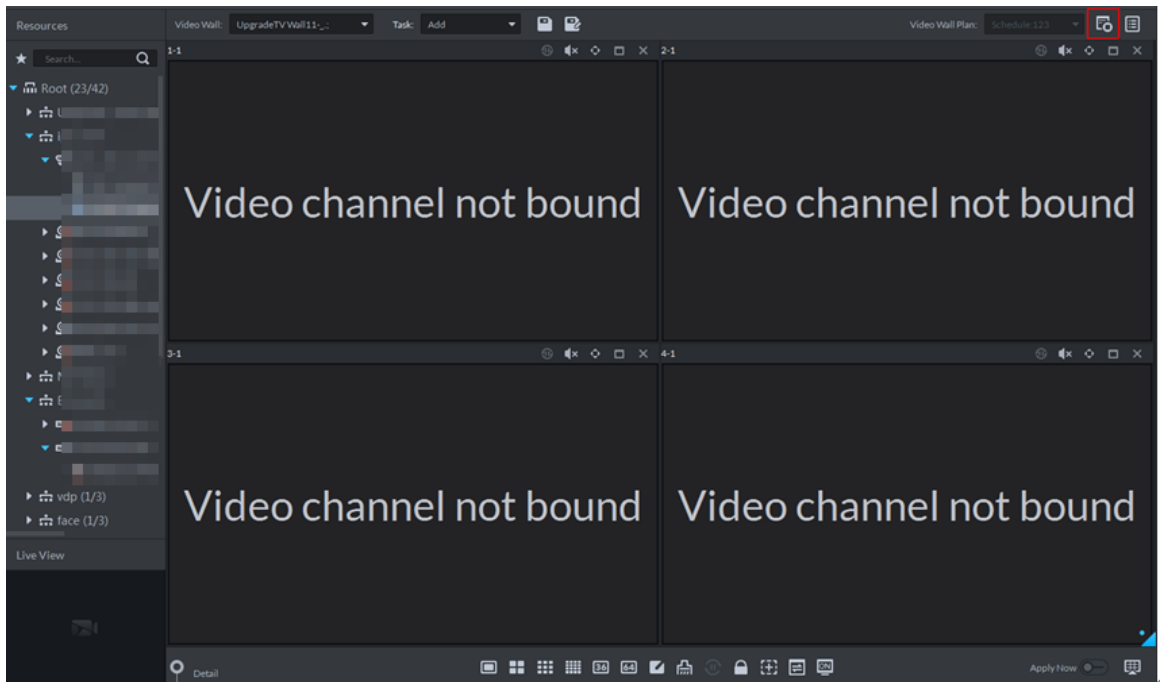 Resources
Video Wall: UpgradeTV Wall11-_.: Task: Add Video Wall Plan: Schedule 123
Search...
1-1
2-1
Root (23/42)
Video channel not bound
Video channel not bound
3-1
4-1
Video channel not bound
Video channel not bound
vdp (1/3)
face (1/3)
Live View
Detail
36
64
ON
Apply Now